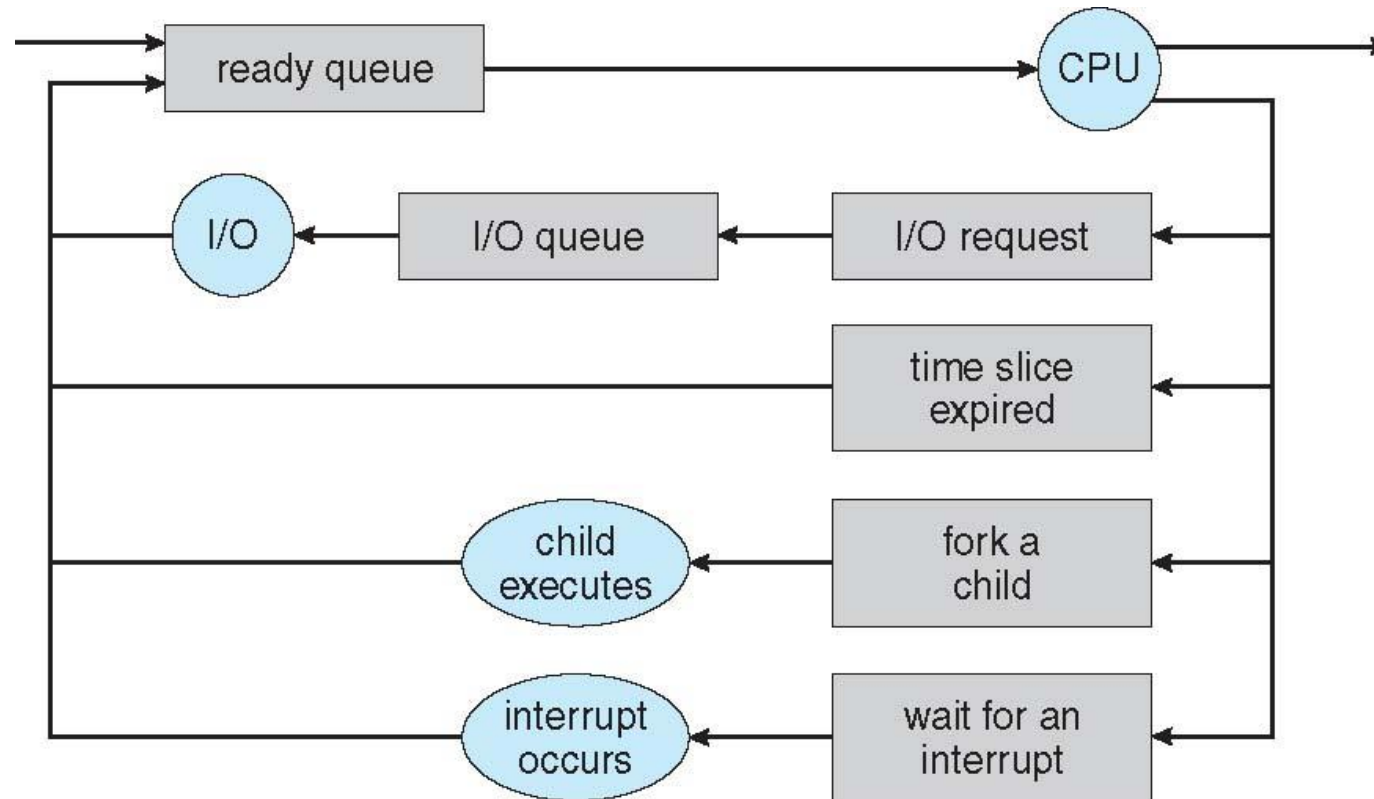 ready queue
CPU
I/O
I/O queue
I/O request
time slice
expired
child
executes
fork a
child
interrupt
occurs
wait for an
interrupt